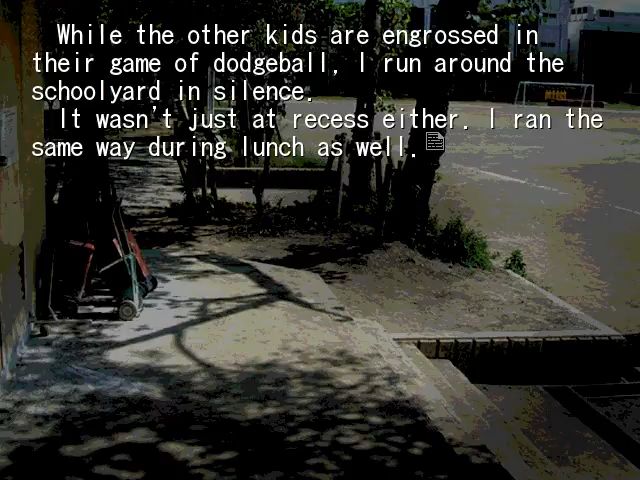 While the other kids are engrossed in
their game of dodgeball, I run around the
schoolyard in silence.
It wasn't just at recess either. I ran the
same way during lunch as well.